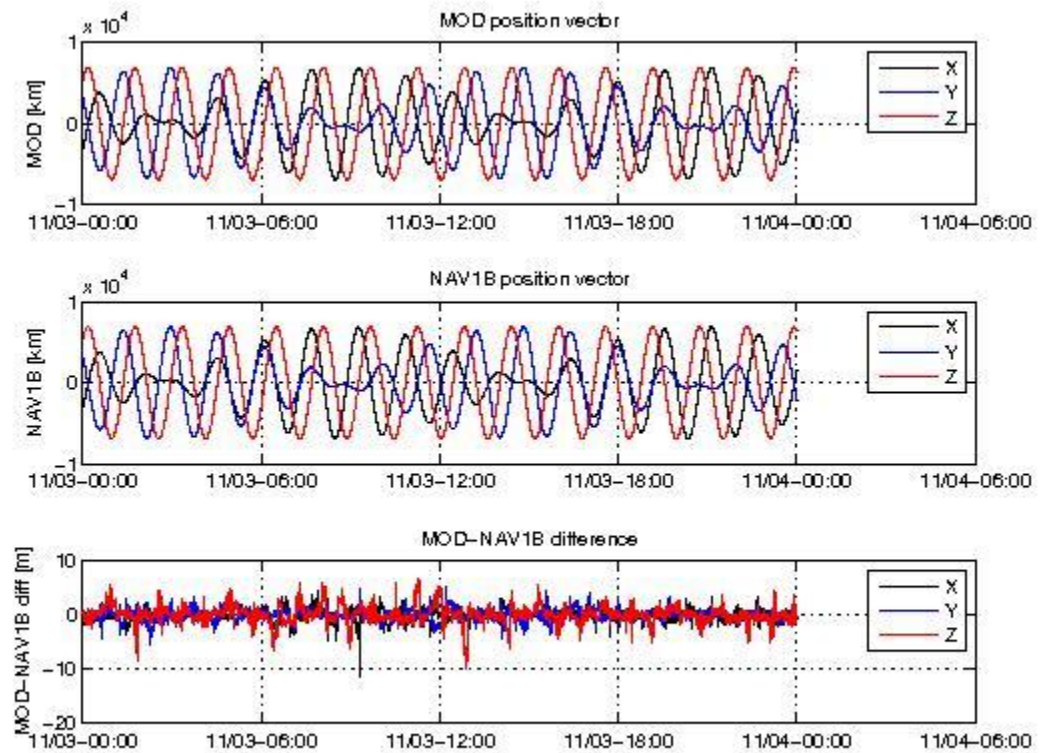 MOD position vector
x 10^4
1
0
-1
MOD [km]
X
Y
Z
11/03-00:00 11/03-06:00 11/03-12:00 11/03-18:00 11/04-00:00 11/04-06:00
NAV1B position vector
x 10^4
1
0
-1
NAV1B [km]
X
Y
Z
11/03-00:00 11/03-06:00 11/03-12:00 11/03-18:00 11/04-00:00 11/04-06:00
MOD-NAV1B difference
10
0
-10
-20
MOD-NAV1B diff [m]
X
Y
Z
11/03-00:00 11/03-06:00 11/03-12:00 11/03-18:00 11/04-00:00 11/04-06:00